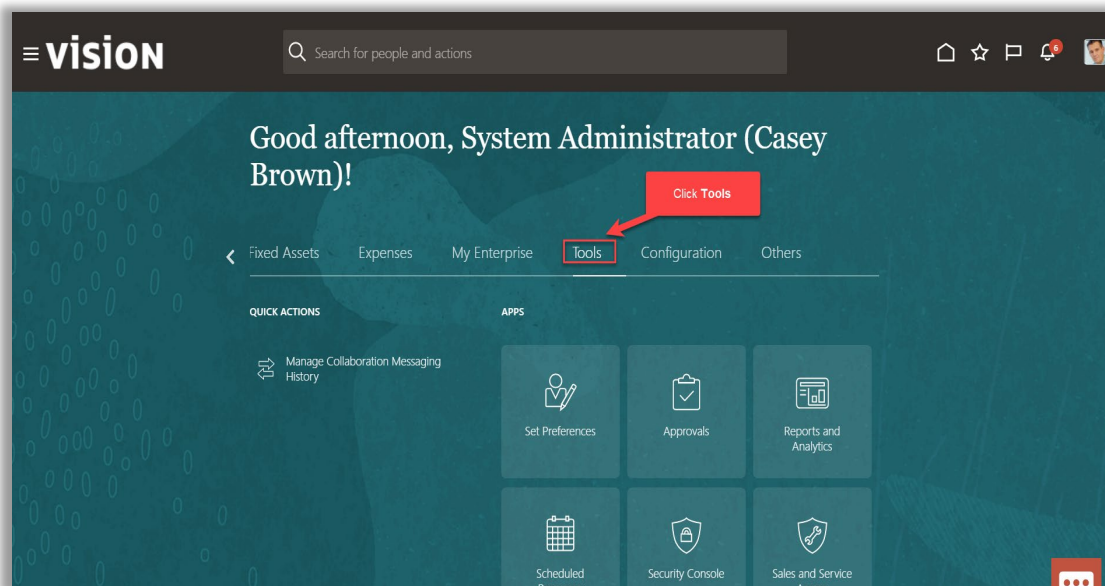 vision
Search for people and actions
6
Good afternoon, System Administrator (Casey
Brown)!
Click Tools
Fixed Assets Expenses My Enterprise Tools Configuration Others
QUICK ACTIONS
APPS
Manage Collaboration Messaging
History
Set Preferences
Approvals
Reports and
Analytics
Scheduled
Security Console
Sales and Service